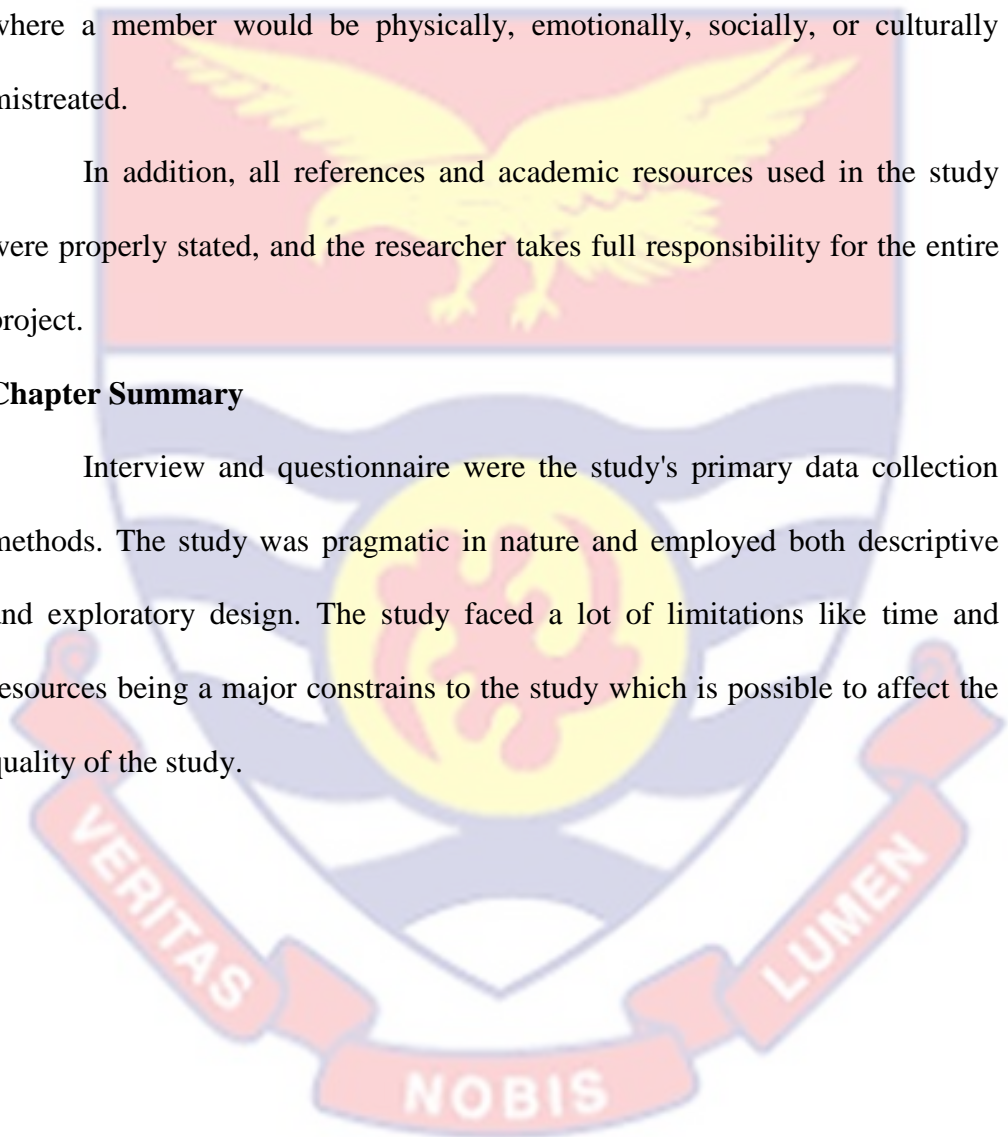 where a member would be physically, emotionally, socially, or culturally
mistreated.
In addition, all references and academic resources used in the study
were properly stated, and the researcher takes full responsibility for the entire
project.
Chapter Summary
Interview and questionnaire were the study's primary data collection
methods. The study was pragmatic in nature and employed both descriptive
and exploratory design. The study faced a lot of limitations like time and
resources being a major constrains to the study which is possible to affect the
quality of the study.
VERITAS
NOBIS
LUMEN